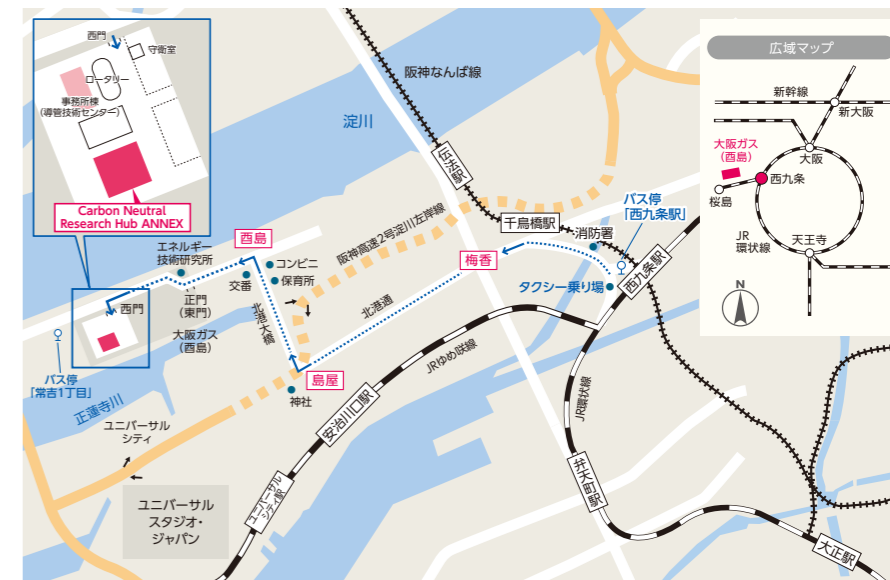 西門
守衛室
ロータリー
事務所棟
(導管技術センター)
Carbon Neutral
Research Hub ANNEX
阪神なんば線
淀川
伝法駅
千鳥橋駅
バス停
「西九条駅」
消防署
西九条駅
タクシー乗り場
阪神高速2号淀川左岸線
梅香
酉島
エネルギー
技術研究所
コンビニ
保育所
交番
正門
(東門)
大阪ガス
(酉島)
西門
北港大橋
北港通
バス停
「常吉1丁目」
正蓮寺川
島屋
神社
JRゆめ咲線
安治川口駅
JR環状線
ユニバーサル
シティ
ユニバーサル
シティ駅
ユニバーサル
スタジオ・
ジャパン
弁天町駅
大正駅
広域マップ
新幹線
新大阪
大阪ガス
(酉島)
大阪
西九条
桜島
JR
環状線
天王寺
N